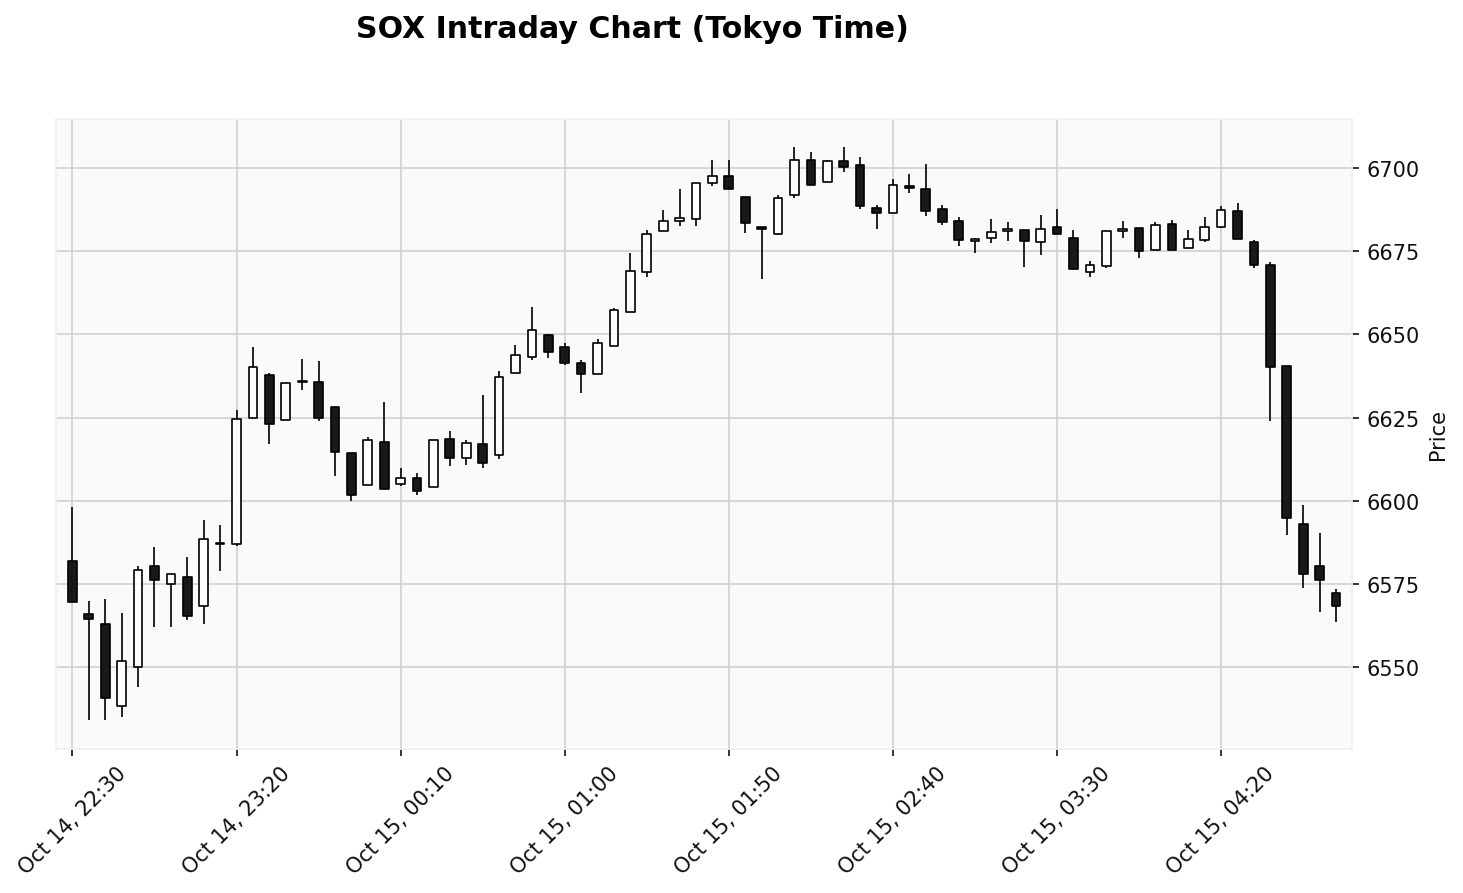 SOX Intraday Chart (Tokyo Time)
6700
6675
6650
6625
6600
6575
6550
Price
Oct 14, 22:30
Oct 14, 23:20
Oct 15, 00:10
Oct 15, 01:00
Oct 15, 01:50
Oct 15, 02:40
Oct 15, 03:30
Oct 15, 04:20